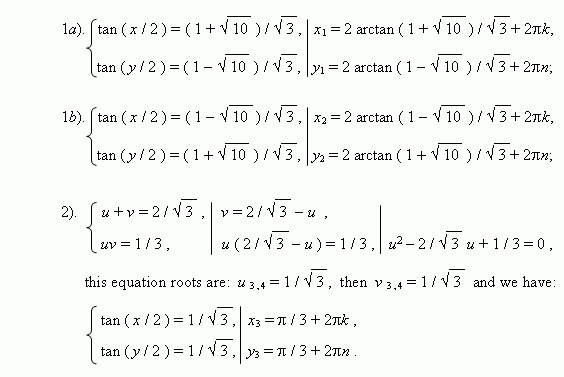 1a). tan ( x / 2 ) = ( 1 + √10 ) / √3 , | x₁ = 2 arctan ( 1 + √10 ) / √3 + 2πk,
tan ( y / 2 ) = ( 1 – √10 ) / √3 , | y₁ = 2 arctan ( 1 – √10 ) / √3 + 2πn;
1b). tan ( x / 2 ) = ( 1 – √10 ) / √3 , | x₂ = 2 arctan ( 1 – √10 ) / √3 + 2πk,
tan ( y / 2 ) = ( 1 + √10 ) / √3 , | y₂ = 2 arctan ( 1 + √10 ) / √3 + 2πn;
2). u + v = 2 / √3 , | v = 2 / √3 – u ,
uv = 1 / 3 , | u ( 2 / √3 – u ) = 1 / 3 , | u² – 2 / √3 u + 1 / 3 = 0 ,
this equation roots are: u ₃,₄ = 1 / √3 , then v ₃,₄ = 1 / √3 and we have:
tan ( x / 2 ) = 1 / √3 , | x₃ = π / 3 + 2πk ,
tan ( y / 2 ) = 1 / √3 , | y₃ = π / 3 + 2πn .